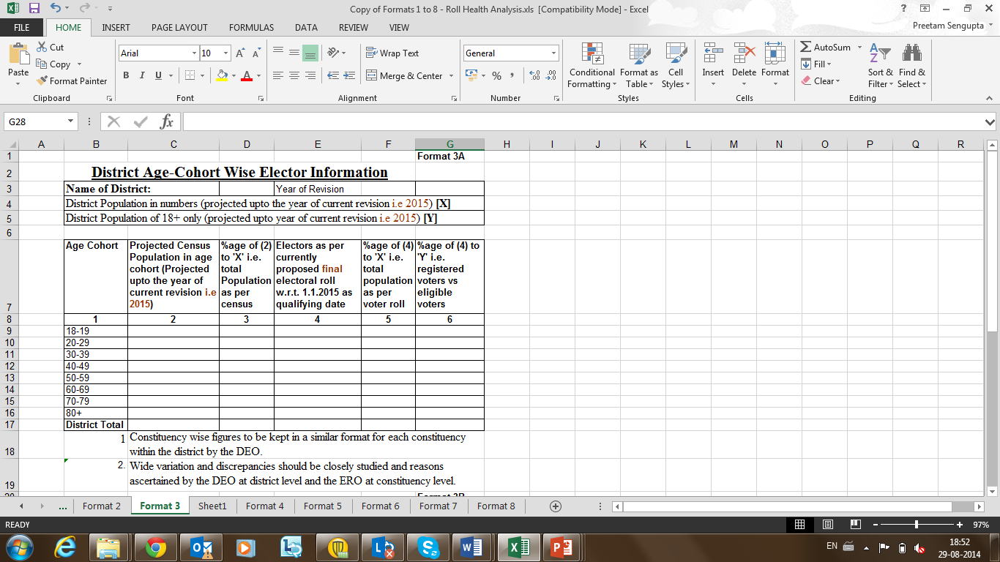 Copy of Formats 1 to 8 - Roll Health Analysis.xls [Compatibility Mode] - Excel
FILE HOME INSERT PAGE LAYOUT FORMULAS DATA REVIEW VIEW Preetam Sengupta
Paste
Cut
Copy
Format Painter
Arial 10
B I U
Wrap Text
Merge & Center
General
%
Conditional Formatting
Format as Table
Cell Styles
Insert Delete Format
AutoSum
Fill
Clear
Sort & Filter
Find & Select
Clipboard Font Alignment Number Styles Cells Editing
G28 fx
A B C D E F G H I J K L M N O P Q R
1 Format 3A
2 District Age-Cohort Wise Elector Information
3 Name of District: Year of Revision
4 District Population in numbers (projected upto the year of current revision i.e 2015) [X]
5 District Population of 18+ only (projected upto year of current revision i.e 2015) [Y]
6
7
Age Cohort
Projected Census
Population in age
cohort (Projected
upto the year of
current revision i.e
2015)
%age of (2)
to 'X' i.e.
total
Population
as per
census
Electors as per
currently
proposed final
electoral roll
w.r.t. 1.1.2015 as
qualifying date
%age of (4)
to 'X' i.e.
total
population
as per
voter roll
%age of (4) to
'Y' i.e.
registered
voters vs
eligible
voters
8 1 2 3 4 5 6
9 18-19
10 20-29
11 30-39
12 40-49
13 50-59
14 60-69
15 70-79
16 80+
17 District Total
18 1 Constituency wise figures to be kept in a similar format for each constituency
within the district by the DEO.
19 2. Wide variation and discrepancies should be closely studied and reasons
ascertained by the DEO at district level and the ERO at constituency level.
... Format 2 Format 3 Sheet1 Format 4 Format 5 Format 6 Format 7 Format 8
READY 97%
EN 18:52
29-08-2014